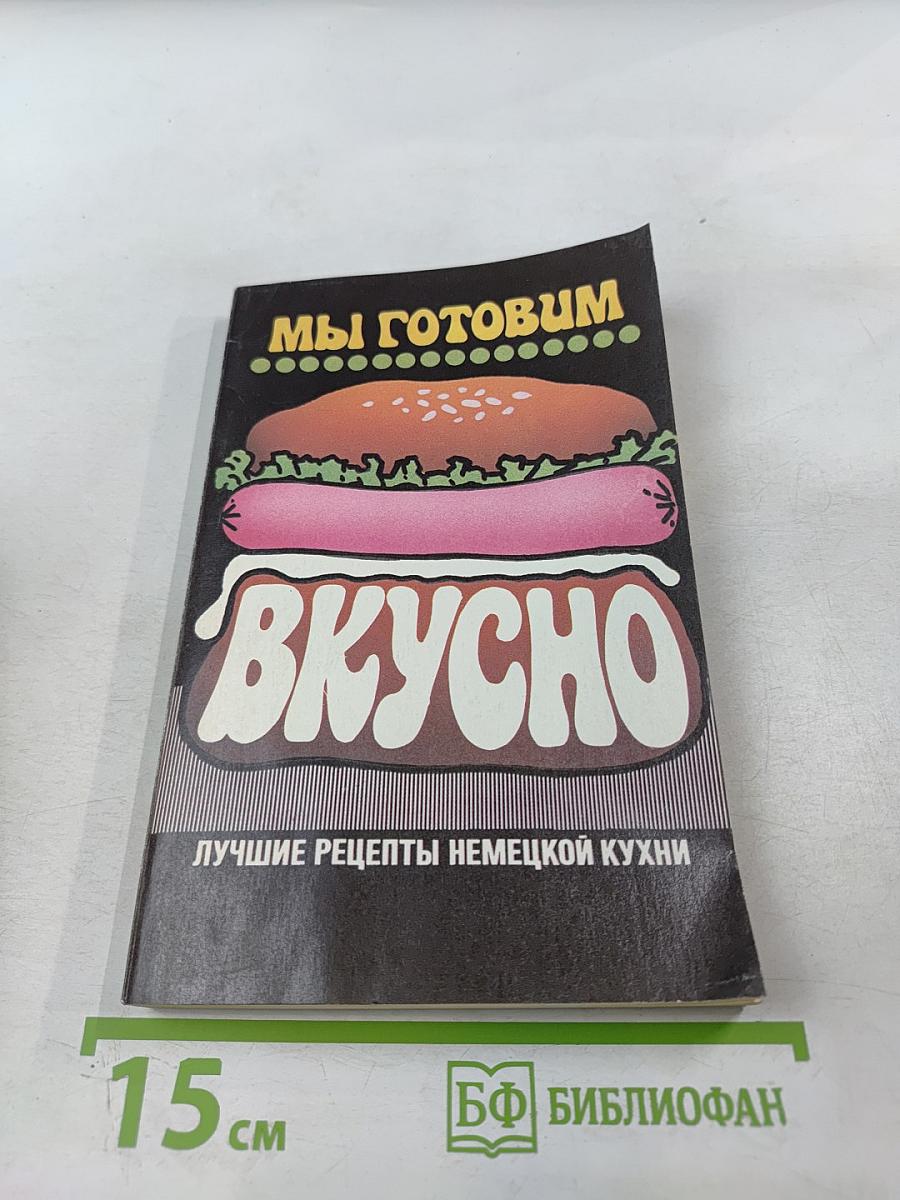 МЫ ГОТОВИМ
ВКУСНО
ЛУЧШИЕ РЕЦЕПТЫ НЕМЕЦКОЙ КУХНИ
15 см
БФ БИБЛИОФАН